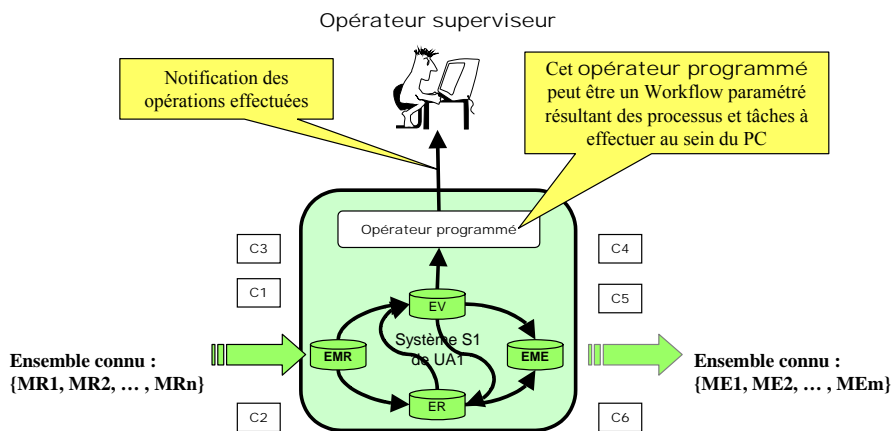 Opérateur superviseur
Notification des
opérations effectuées
Cet opérateur programmé
peut être un Workflow paramétré
résultant des processus et tâches à
effectuer au sein du PC
Opérateur programmé
C3
C4
C1
C5
EV
Système S1
de UA1
EMR
EME
ER
Ensemble connu :
{MR1, MR2, … , MRn}
Ensemble connu :
{ME1, ME2, … , MEm}
C2
C6